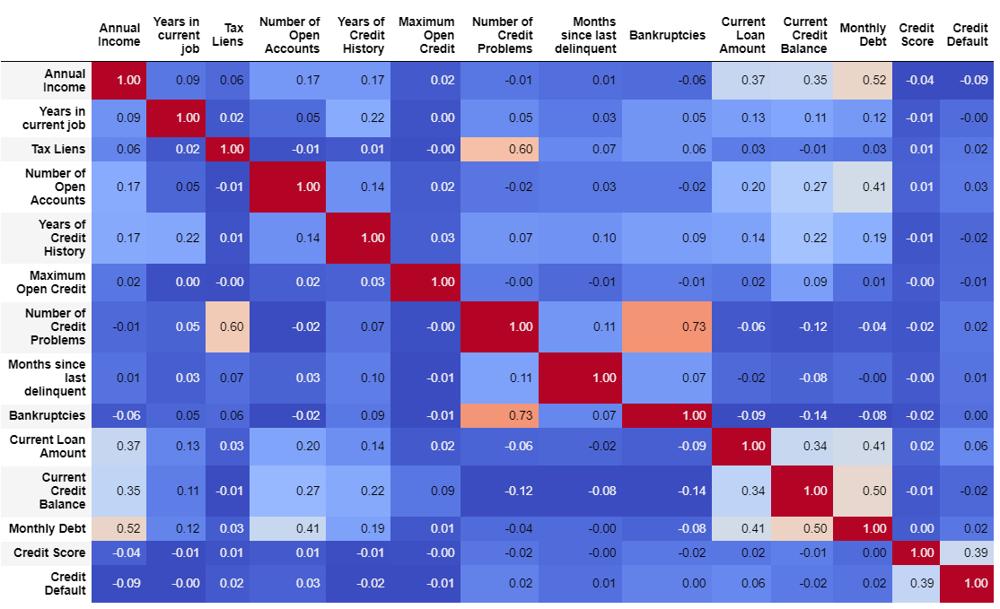 Annual Income Years in current job Tax Liens Number of Open Accounts Years of Credit History Maximum Open Credit Number of Credit Problems Months since last delinquent Bankruptcies Current Loan Amount Current Credit Balance Monthly Debt Credit Score Credit Default
Annual Income 1.00 0.09 0.06 0.17 0.17 0.02 -0.01 0.01 -0.06 0.37 0.35 0.52 -0.04 -0.09
Years in current job 0.09 1.00 0.02 0.05 0.22 0.00 0.05 0.03 0.05 0.13 0.11 0.12 -0.01 -0.00
Tax Liens 0.06 0.02 1.00 -0.01 0.01 -0.00 0.60 0.07 0.06 0.03 -0.01 0.03 0.01 0.02
Number of Open Accounts 0.17 0.05 -0.01 1.00 0.14 0.02 -0.02 0.03 -0.02 0.20 0.27 0.41 0.01 0.03
Years of Credit History 0.17 0.22 0.01 0.14 1.00 0.03 0.07 0.10 0.09 0.14 0.22 0.19 -0.01 -0.02
Maximum Open Credit 0.02 0.00 -0.00 0.02 0.03 1.00 -0.00 -0.01 -0.01 0.02 0.09 0.01 -0.00 -0.01
Number of Credit Problems -0.01 0.05 0.60 -0.02 0.07 -0.00 1.00 0.11 0.73 -0.06 -0.12 -0.04 -0.02 0.02
Months since last delinquent 0.01 0.03 0.07 0.03 0.10 -0.01 0.11 1.00 0.07 -0.02 -0.08 -0.00 -0.00 0.01
Bankruptcies -0.06 0.05 0.06 -0.02 0.09 -0.01 0.73 0.07 1.00 -0.09 -0.14 -0.08 -0.02 0.00
Current Loan Amount 0.37 0.13 0.03 0.20 0.14 0.02 -0.06 -0.02 -0.09 1.00 0.34 0.41 0.02 0.06
Current Credit Balance 0.35 0.11 -0.01 0.27 0.22 0.09 -0.12 -0.08 -0.14 0.34 1.00 0.50 -0.01 -0.02
Monthly Debt 0.52 0.12 0.03 0.41 0.19 0.01 -0.04 -0.00 -0.08 0.41 0.50 1.00 0.00 0.02
Credit Score -0.04 -0.01 0.01 0.01 -0.01 -0.00 -0.02 -0.00 -0.02 0.02 -0.01 0.00 1.00 0.39
Credit Default -0.09 -0.00 0.02 0.03 -0.02 -0.01 0.02 0.01 0.00 0.06 -0.02 0.02 0.39 1.00